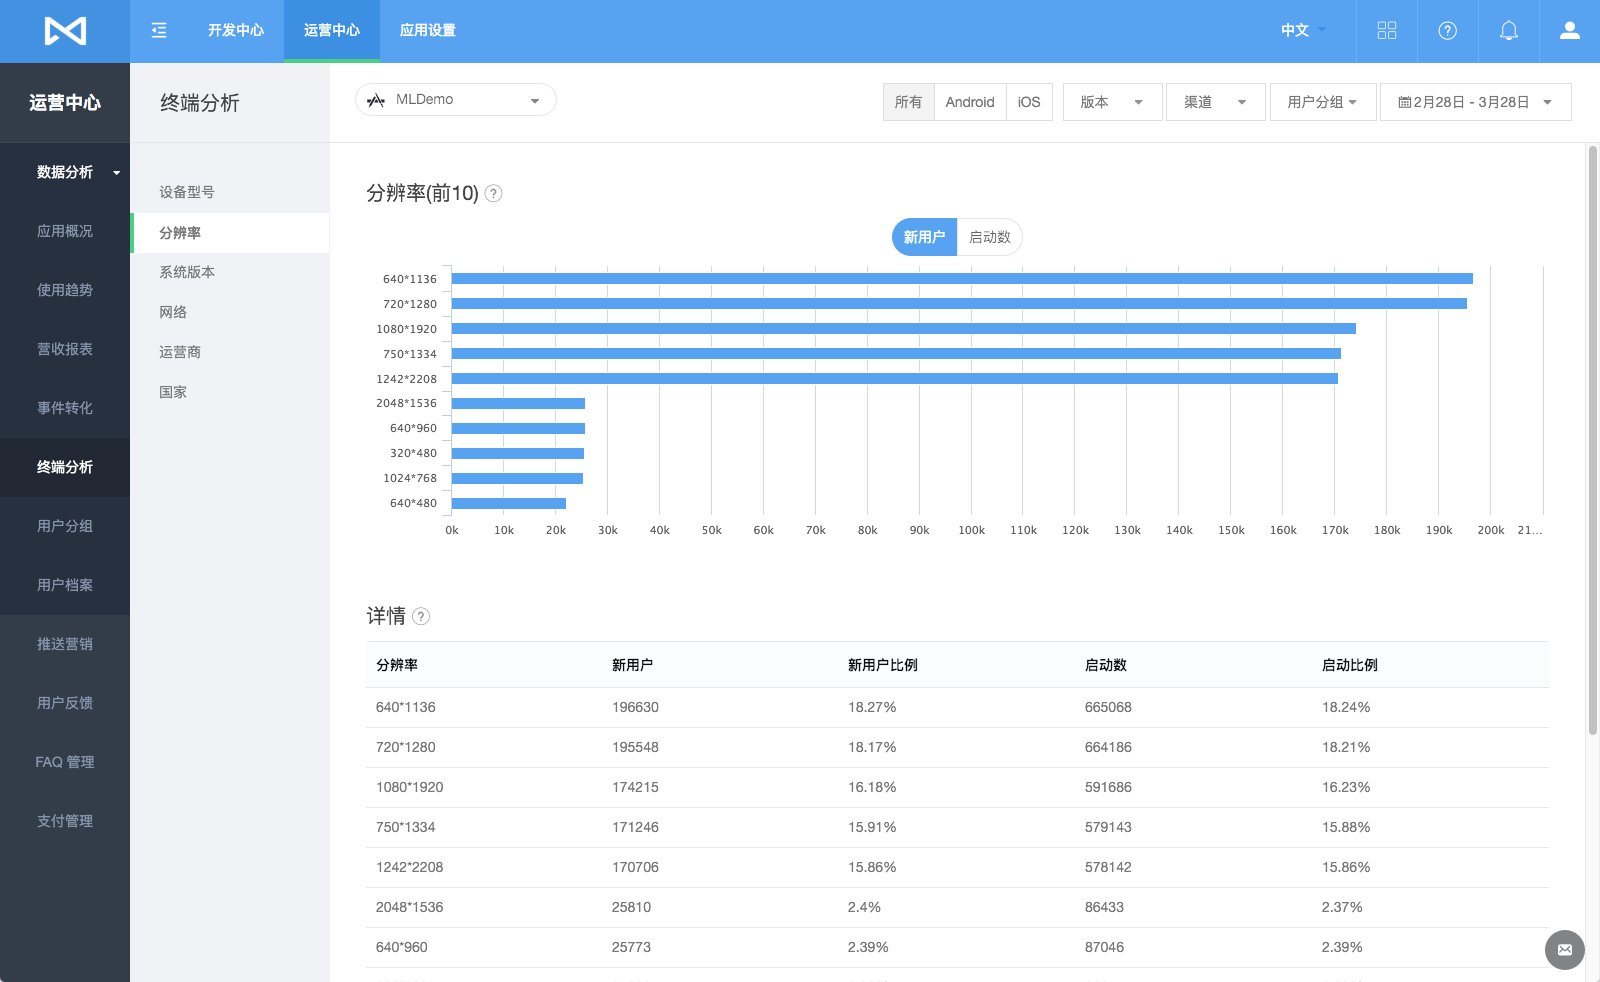 开发中心
运营中心
应用设置
中文
运营中心
数据分析
应用概况
使用趋势
营收报表
事件转化
终端分析
用户分组
用户档案
推送营销
用户反馈
FAQ 管理
支付管理
终端分析
设备型号
分辨率
系统版本
网络
运营商
国家
MLDemo
所有
Android
iOS
版本
渠道
用户分组
2月28日 - 3月28日
分辨率(前10) ?
新用户
启动数
640*1136
720*1280
1080*1920
750*1334
1242*2208
2048*1536
640*960
320*480
1024*768
640*480
0k 10k 20k 30k 40k 50k 60k 70k 80k 90k 100k 110k 120k 130k 140k 150k 160k 170k 180k 190k 200k 21...
详情 ?
分辨率 新用户 新用户比例 启动数 启动比例
640*1136 196630 18.27% 665068 18.24%
720*1280 195548 18.17% 664186 18.21%
1080*1920 174215 16.18% 591686 16.23%
750*1334 171246 15.91% 579143 15.88%
1242*2208 170706 15.86% 578142 15.86%
2048*1536 25810 2.4% 86433 2.37%
640*960 25773 2.39% 87046 2.39%